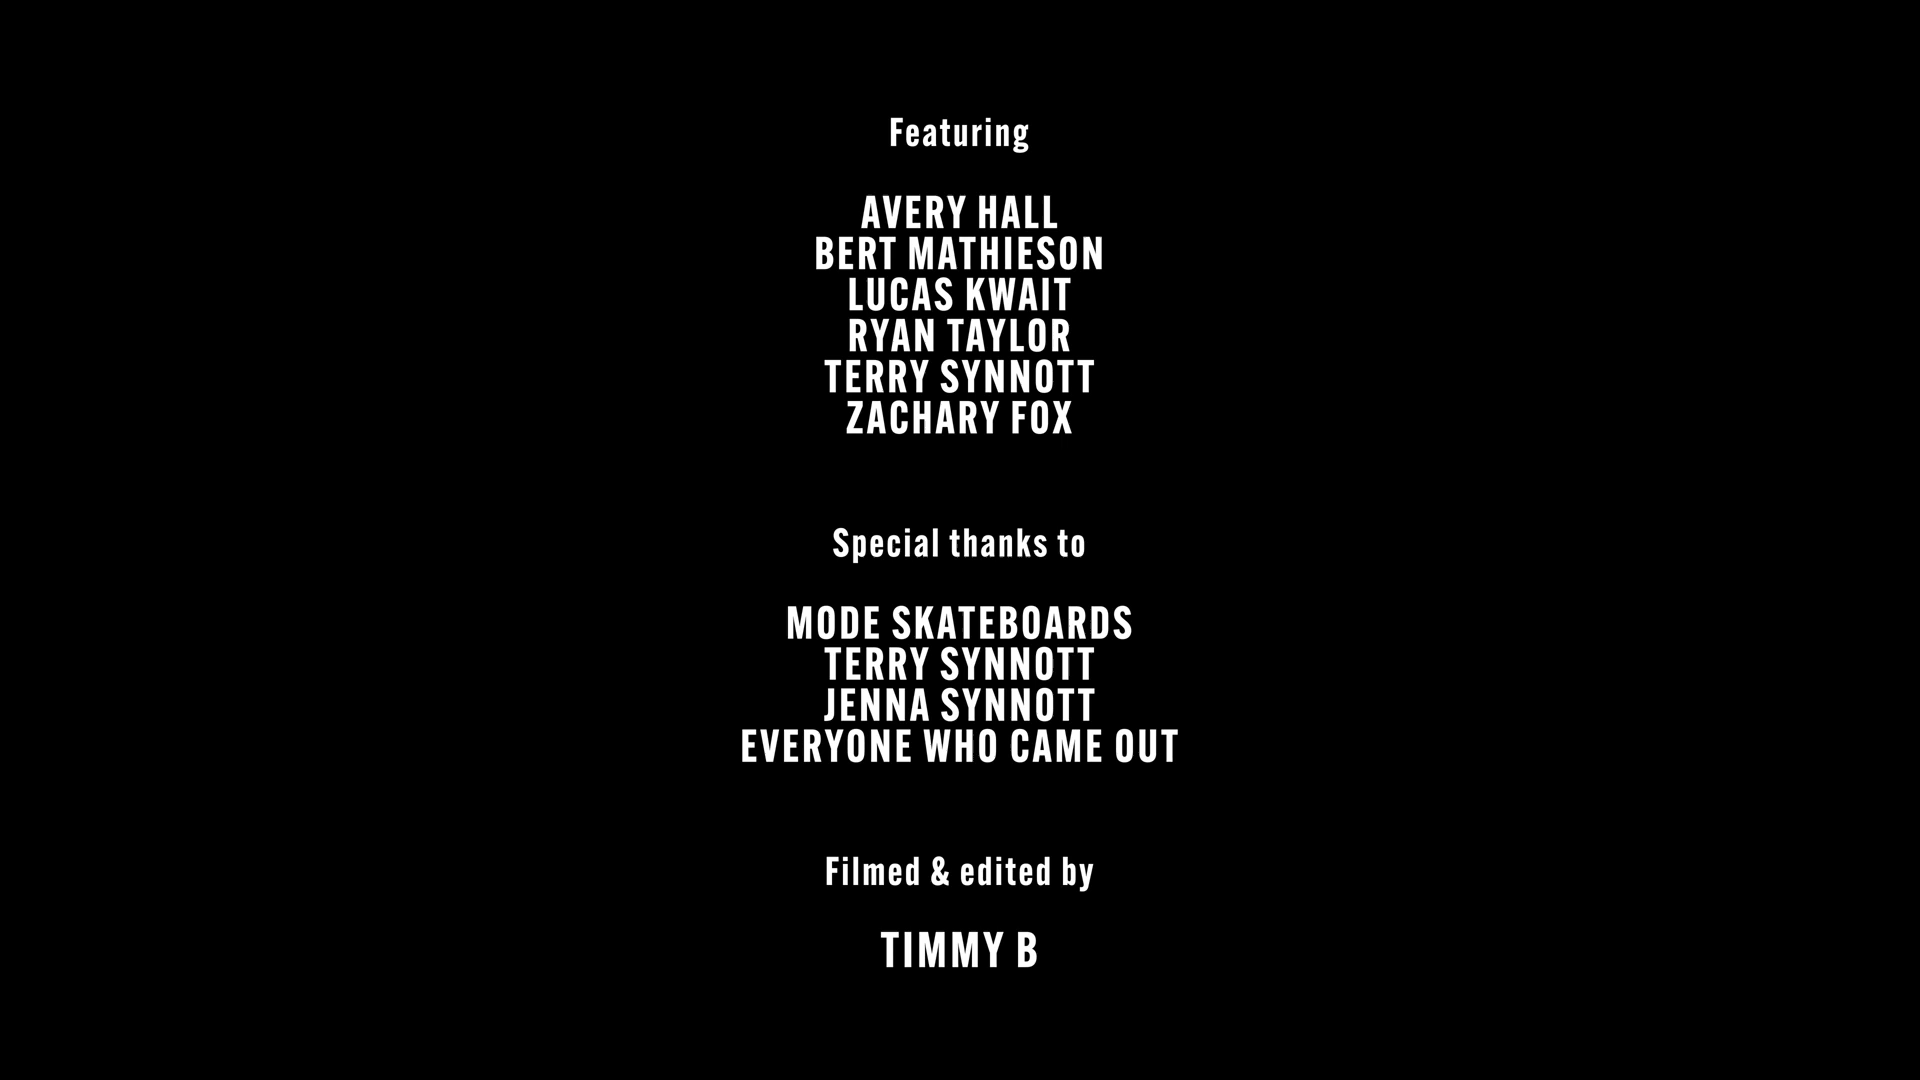 Featuring
AVERY HALL
BERT MATHIESON
LUCAS KWAIT
RYAN TAYLOR
TERRY SYNNOTT
ZACHARY FOX
Special thanks to
MODE SKATEBOARDS
TERRY SYNNOTT
JENNA SYNNOTT
EVERYONE WHO CAME OUT
Filmed & edited by
TIMMY B